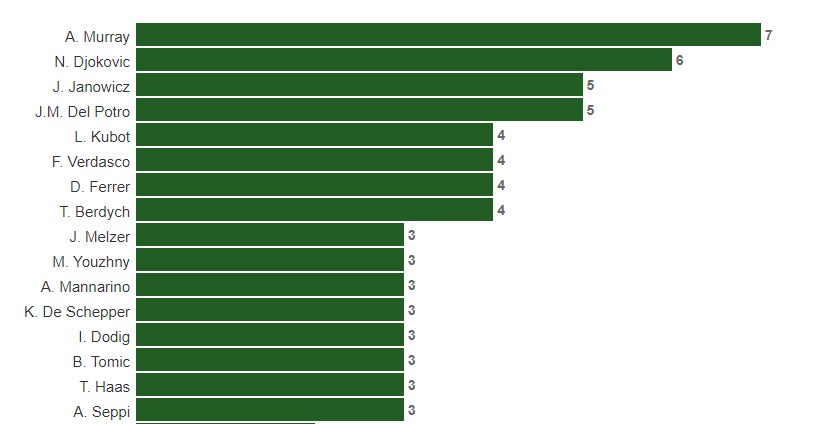 A. Murray 7
N. Djokovic 6
J. Janowicz 5
J.M. Del Potro 5
L. Kubot 4
F. Verdasco 4
D. Ferrer 4
T. Berdych 4
J. Melzer 3
M. Youzhny 3
A. Mannarino 3
K. De Schepper 3
I. Dodig 3
B. Tomic 3
T. Haas 3
A. Seppi 3